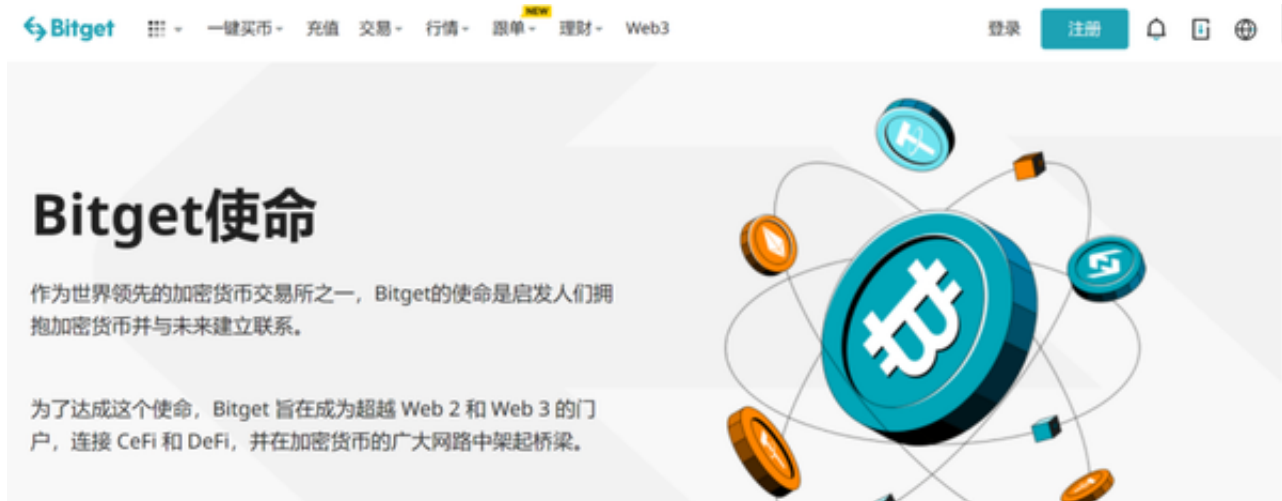 Bitget 一键买币 充值 交易 行情 跟单 NEW 理财 Web3 登录 注册
Bitget使命
作为世界领先的加密货币交易所之一，Bitget的使命是启发人们拥
抱加密货币并与未来建立联系。
为了达成这个使命，Bitget 旨在成为超越 Web 2 和 Web 3 的门
户，连接 CeFi 和 DeFi，并在加密货币的广大网路中架起桥梁。